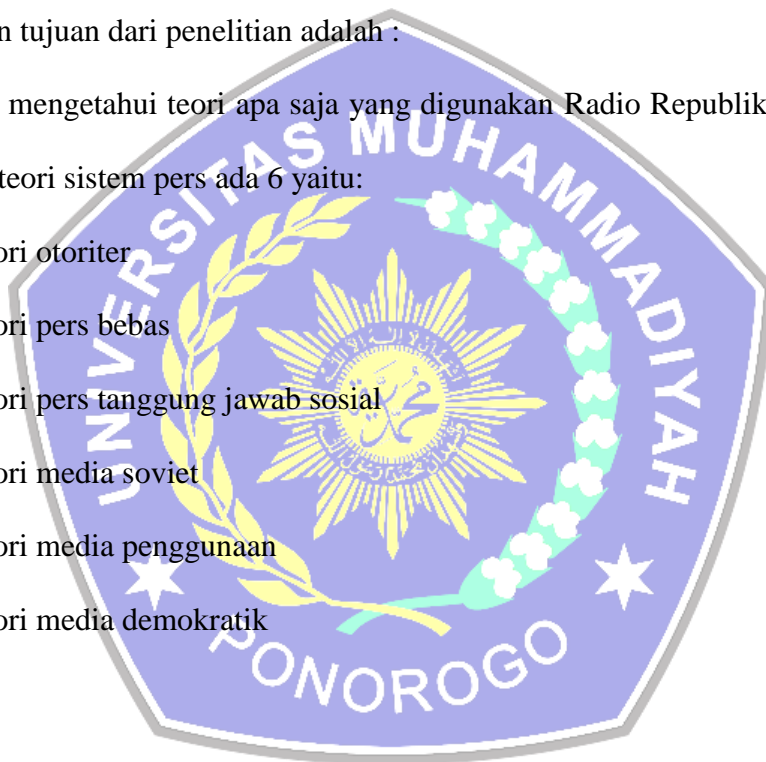 n tujuan dari penelitian adalah :
mengetahui teori apa saja yang digunakan Radio Republik
teori sistem pers ada 6 yaitu:
ori otoriter
ori pers bebas
ori pers tanggung jawab sosial
ori media soviet
ori media penggunaan
ori media demokratik
UNIVERSITAS MUHAMMADIYAH
PONOROGO
محمد